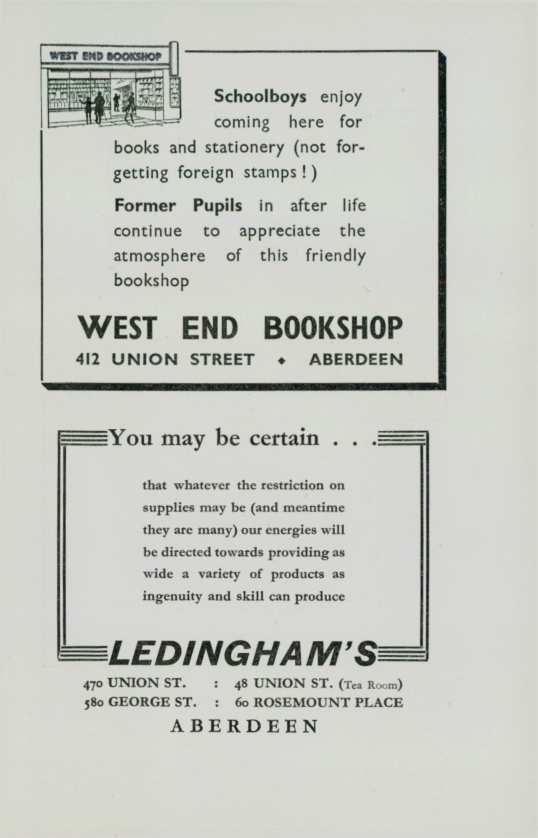 WEST END BOOKSHOP
Schoolboys enjoy
coming here for
books and stationery (not for-
getting foreign stamps!)
Former Pupils in after life
continue to appreciate the
atmosphere of this friendly
bookshop
WEST END BOOKSHOP
412 UNION STREET ◆ ABERDEEN
You may be certain . . .
that whatever the restriction on
supplies may be (and meantime
they are many) our energies will
be directed towards providing as
wide a variety of products as
ingenuity and skill can produce
LEDINGHAM'S
470 UNION ST. : 48 UNION ST. (Tea Room)
580 GEORGE ST. : 60 ROSEMOUNT PLACE
ABERDEEN